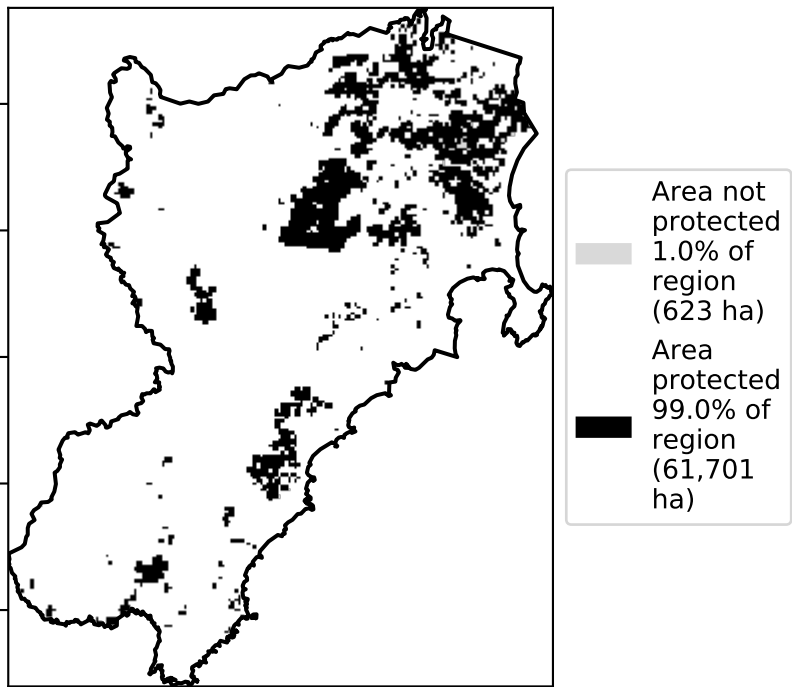 Area not
protected
1.0% of
region
(623 ha)
Area
protected
99.0% of
region
(61,701
ha)